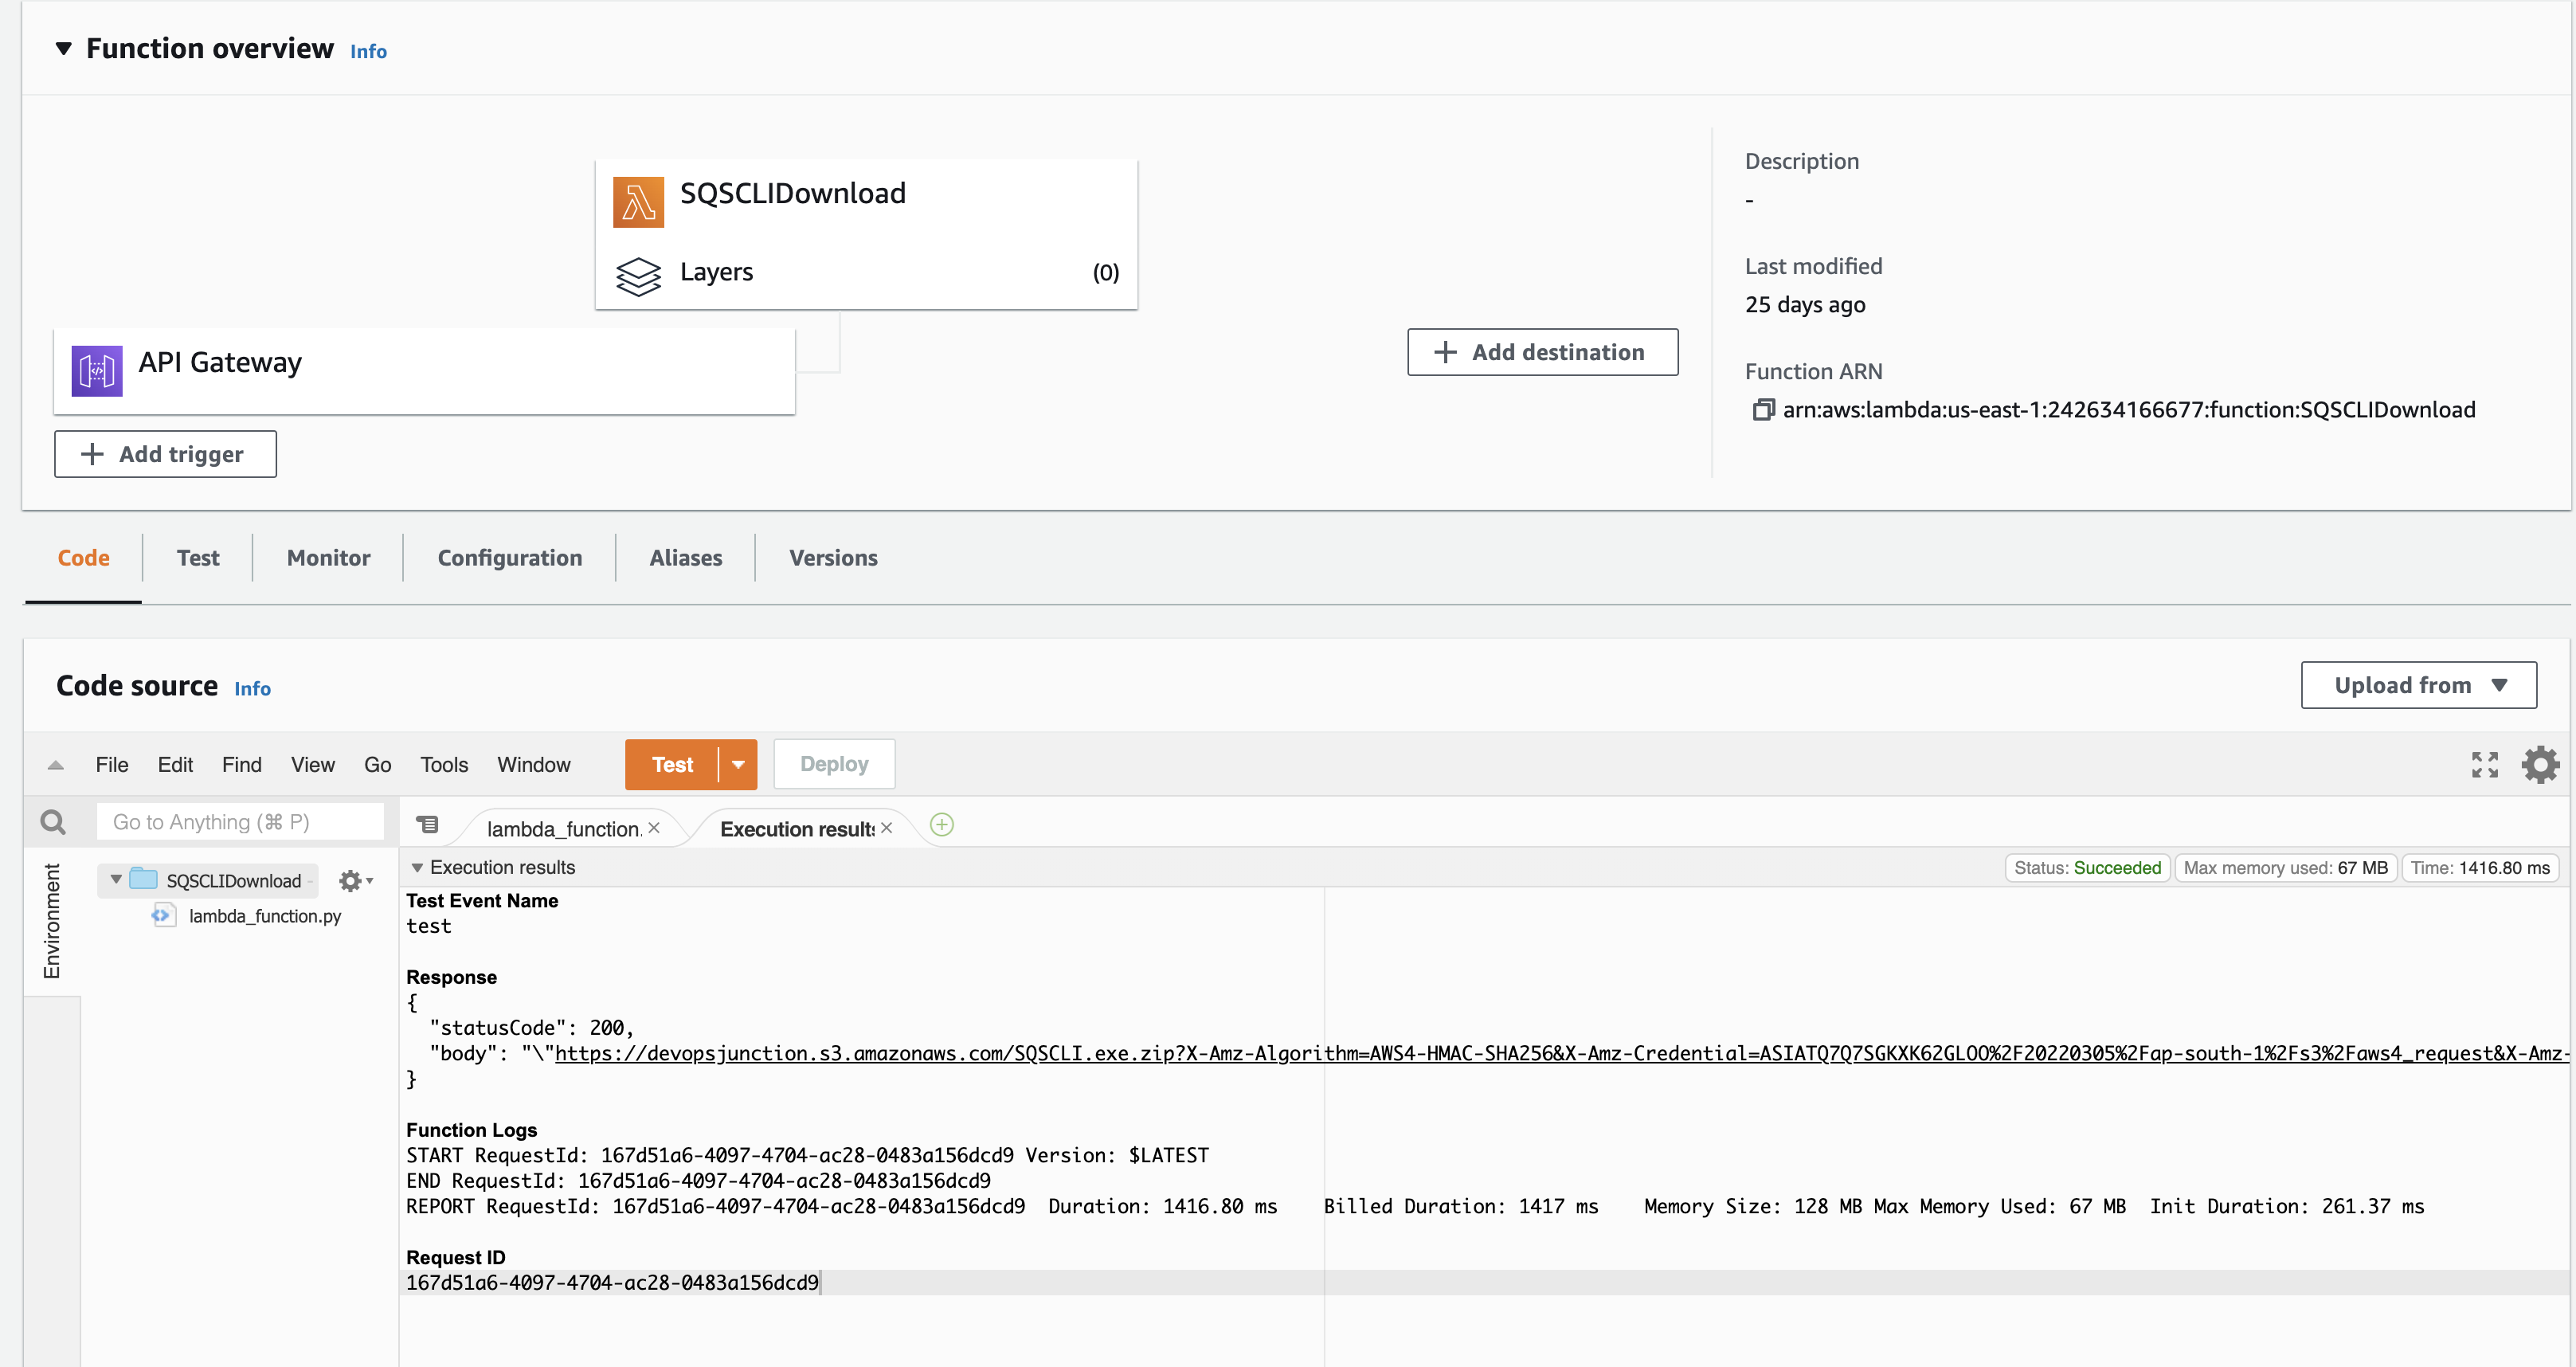 Function overview Info
SQSCLIDownload
Layers (0)
API Gateway
Add trigger
Add destination
Description
-
Last modified
25 days ago
Function ARN
arn:aws:lambda:us-east-1:242634166677:function:SQSCLIDownload
Code Test Monitor Configuration Aliases Versions
Code source Info
Upload from
File Edit Find View Go Tools Window Test Deploy
Go to Anything (⌘ P)
lambda_function. Execution results
Environment
SQSCLIDownload -
lambda_function.py
Execution results
Status: Succeeded Max memory used: 67 MB Time: 1416.80 ms
Test Event Name
test
Response
{
"statusCode": 200,
"body": "\"https://devopsjunction.s3.amazonaws.com/SQSCLI.exe.zip?X-Amz-Algorithm=AWS4-HMAC-SHA256&X-Amz-Credential=ASIATQ7Q7SGKXK62GLOO%2F20220305%2Fap-south-1%2Fs3%2Faws4_request&X-Amz-
}
Function Logs
START RequestId: 167d51a6-4097-4704-ac28-0483a156dcd9 Version: $LATEST
END RequestId: 167d51a6-4097-4704-ac28-0483a156dcd9
REPORT RequestId: 167d51a6-4097-4704-ac28-0483a156dcd9 Duration: 1416.80 ms Billed Duration: 1417 ms Memory Size: 128 MB Max Memory Used: 67 MB Init Duration: 261.37 ms
Request ID
167d51a6-4097-4704-ac28-0483a156dcd9